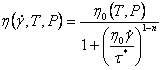 η(γ̇,T,P) = η₀(T,P) / (1 + (η₀γ̇ / τ*)^(1−n))